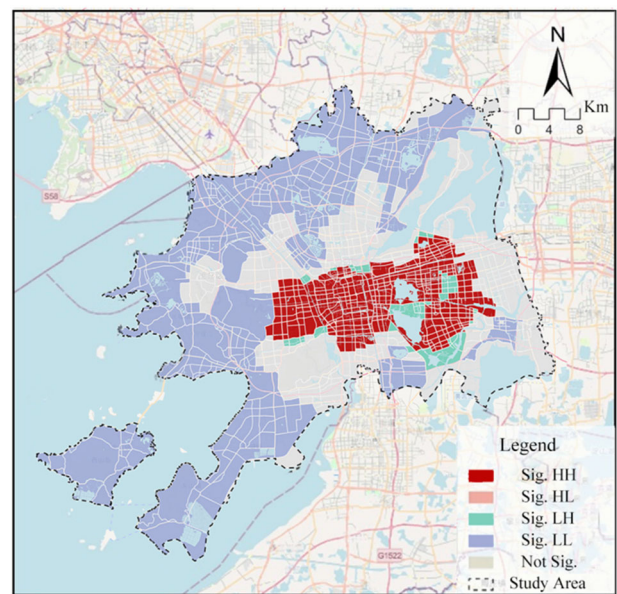 N
Km
0 4 8
S58
Legend
Sig. HH
Sig. HL
Sig. LH
Sig. LL
Not Sig.
Study Area
G1522